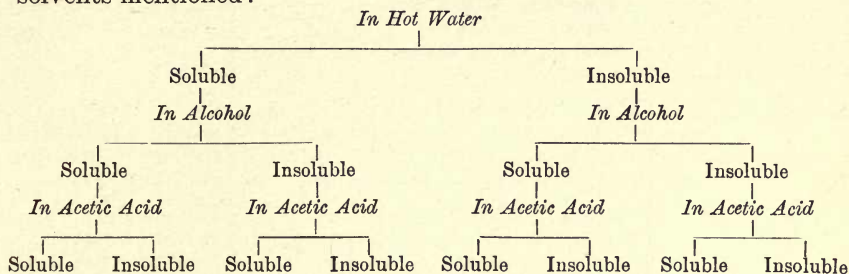 solvents mentioned?
In Hot Water
Soluble Insoluble
In Alcohol In Alcohol
Soluble Insoluble Soluble Insoluble
In Acetic Acid In Acetic Acid In Acetic Acid In Acetic Acid
Soluble Insoluble Soluble Insoluble Soluble Insoluble Soluble Insoluble